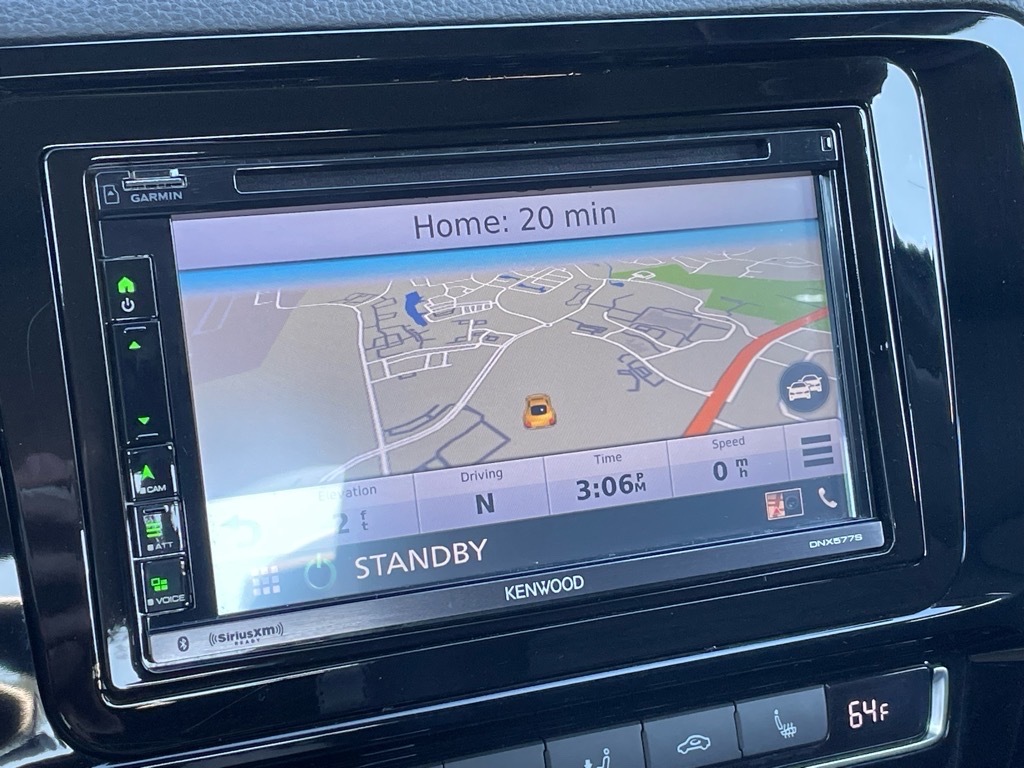 GARMIN
Home: 20 min
Elevation
2 ft
Driving
N
Time
3:06 PM
Speed
0 mh
CAM
ATT
VOICE
STANDBY
DNX577S
KENWOOD
((SiriusXm))
READY
64F